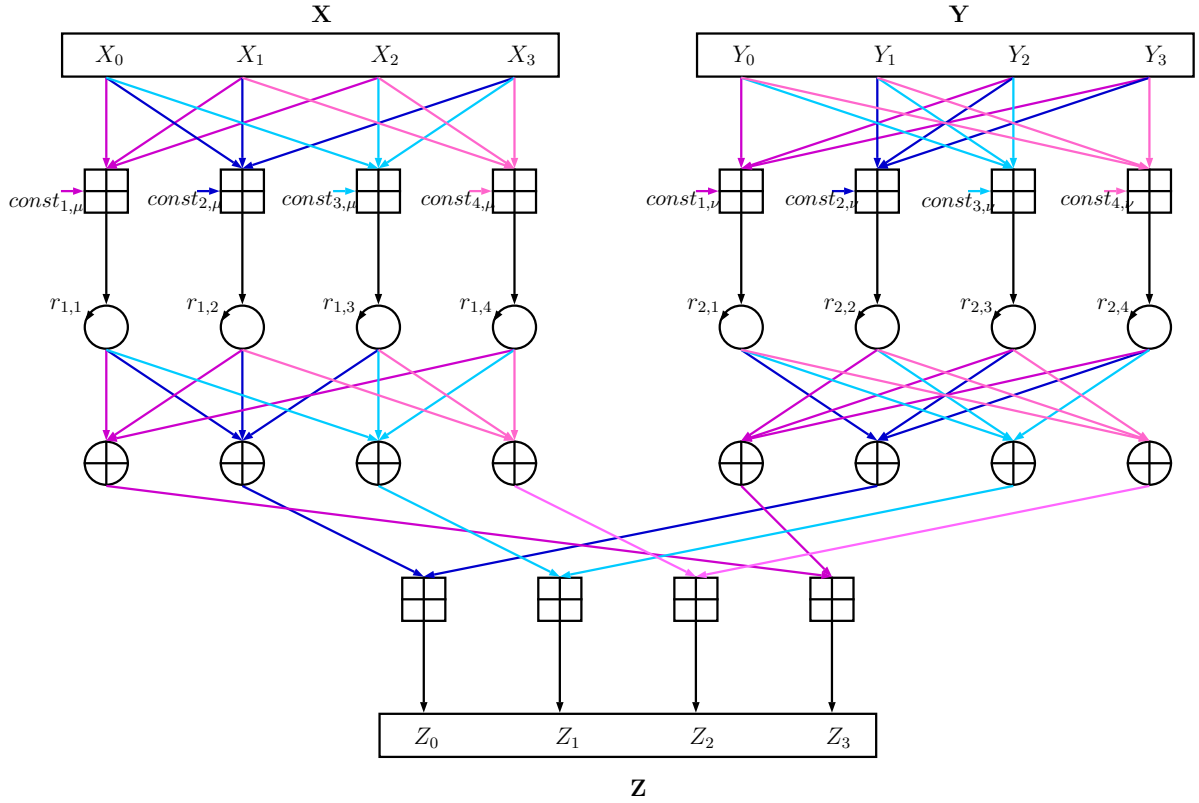 X Y
X₀ X₁ X₂ X₃ Y₀ Y₁ Y₂ Y₃
const₁,μ const₂,μ const₃,μ const₄,μ const₁,ν const₂,ν const₃,ν const₄,ν
r₁,₁ r₁,₂ r₁,₃ r₁,₄ r₂,₁ r₂,₂ r₂,₃ r₂,₄
Z₀ Z₁ Z₂ Z₃
Z